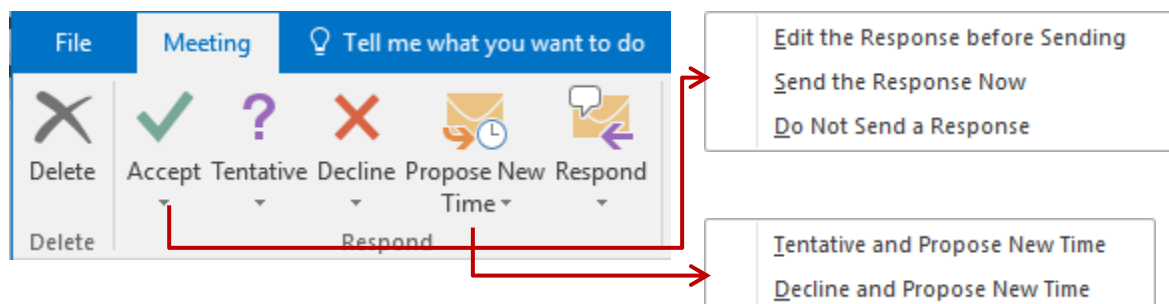 File Meeting Tell me what you want to do
Delete Accept Tentative Decline Propose New Time Respond
Delete Respond
Edit the Response before Sending
Send the Response Now
Do Not Send a Response
Tentative and Propose New Time
Decline and Propose New Time